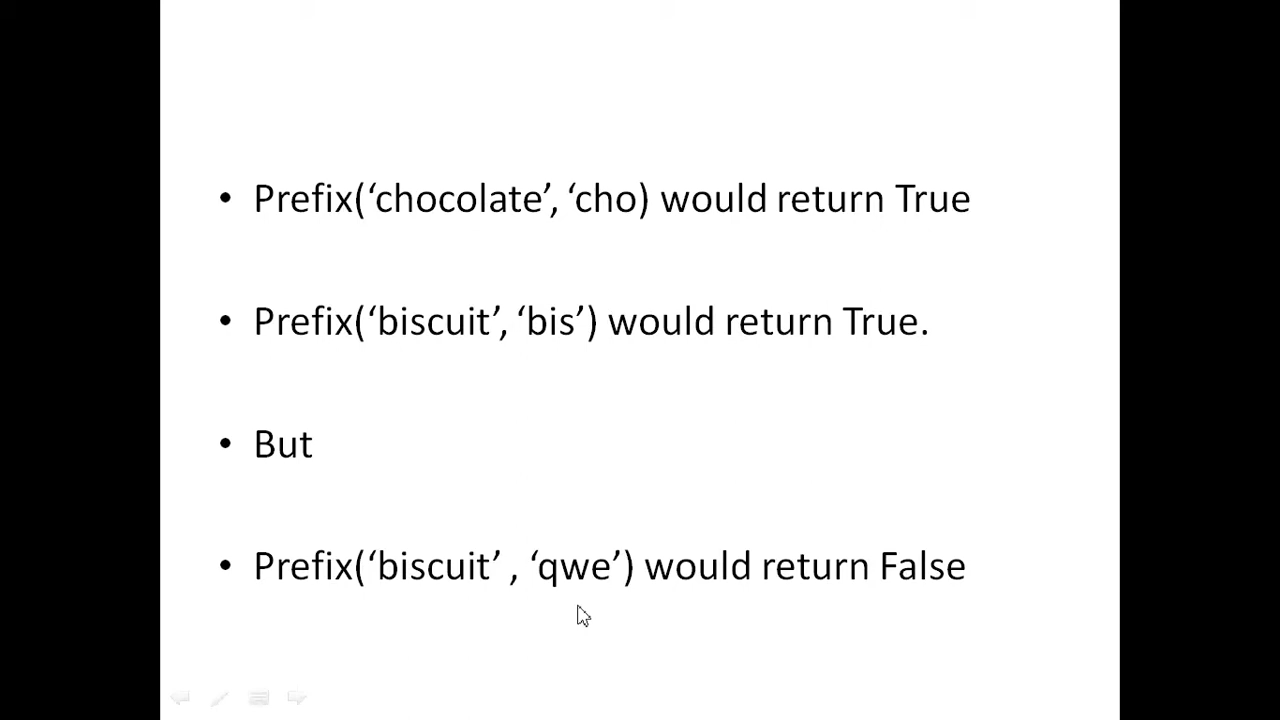 • Prefix(‘chocolate’, ‘cho) would return True
• Prefix(‘biscuit’, ‘bis’) would return True.
• But
• Prefix(‘biscuit’ , ‘qwe’) would return False